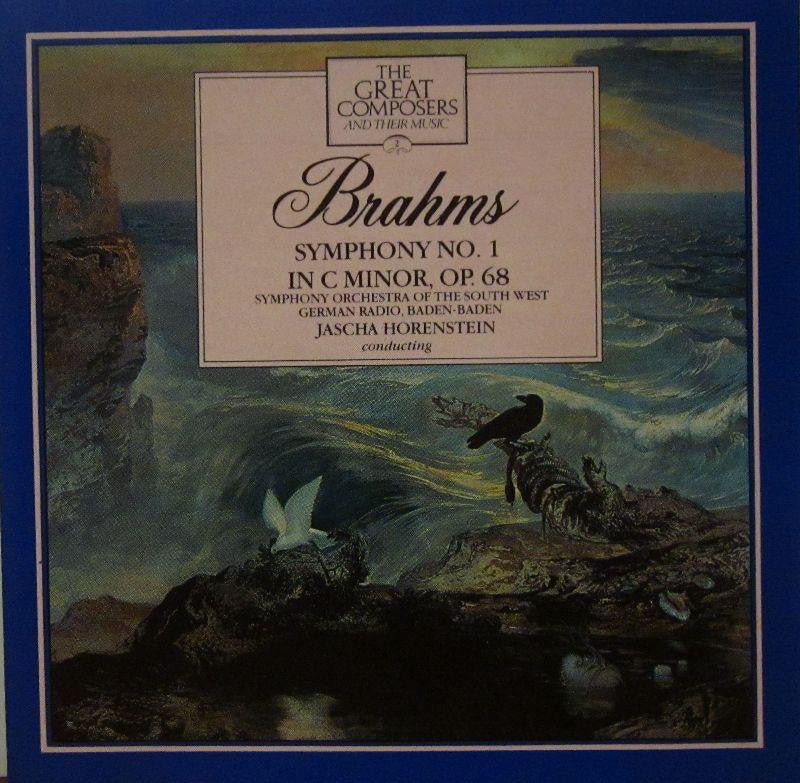 THE
GREAT
COMPOSERS
AND THEIR MUSIC
2
Brahms
SYMPHONY NO. 1
IN C MINOR, OP. 68
SYMPHONY ORCHESTRA OF THE SOUTH WEST
GERMAN RADIO, BADEN-BADEN
JASCHA HORENSTEIN
conducting